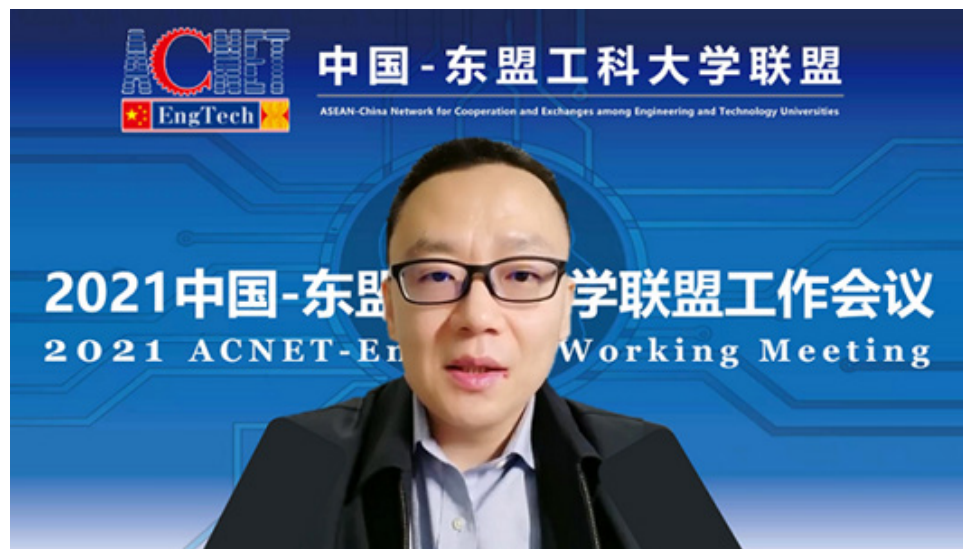 ACNET
EngTech
中国-东盟工科大学联盟
ASEAN-China Network for Cooperation and Exchanges among Engineering and Technology Universities
2021中国-东盟 学联盟工作会议
2021 ACNET-En Working Meeting